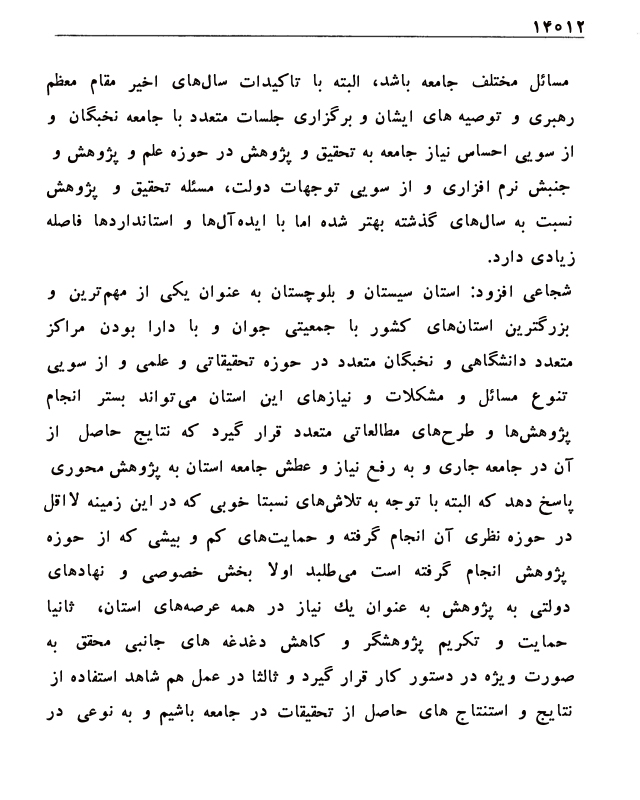 ۱۴۰۱۲
مسائل مختلف جامعه باشد، البته با تاکیدات سال‌های اخیر مقام معظم
رهبری و توصیه های ایشان و برگزاری جلسات متعدد با جامعه نخبگان و
از سویی احساس نیاز جامعه به تحقیق و پژوهش در حوزه علم و پژوهش و
جنبش نرم افزاری و از سویی توجهات دولت، مسئله تحقیق و پژوهش
نسبت به سال‌های گذشته بهتر شده اما با ایده‌آل‌ها و استانداردها فاصله
زیادی دارد.
شجاعی افزود: استان سیستان و بلوچستان به عنوان یکی از مهم‌ترین و
بزرگترین استان‌های کشور با جمعیتی جوان و با دارا بودن مراکز
متعدد دانشگاهی و نخبگان متعدد در حوزه تحقیقاتی و علمی و از سویی
تنوع مسائل و مشکلات و نیازهای این استان می‌تواند بستر انجام
پژوهش‌ها و طرح‌های مطالعاتی متعدد قرار گیرد که نتایج حاصل از
آن در جامعه جاری و به رفع نیاز و عطش جامعه استان به پژوهش محوری
پاسخ دهد که البته با توجه به تلاش‌های نسبتا خوبی که در این زمینه لااقل
در حوزه نظری آن انجام گرفته و حمایت‌های کم و بیشی که از حوزه
پژوهش انجام گرفته است می‌طلبد اولا بخش خصوصی و نهادهای
دولتی به پژوهش به عنوان یك نیاز در همه عرصه‌های استان، ثانیا
حمایت و تکریم پژوهشگر و کاهش دغدغه های جانبی محقق به
صورت ویژه در دستور کار قرار گیرد و ثالثا در عمل هم شاهد استفاده از
نتایج و استنتاج های حاصل از تحقیقات در جامعه باشیم و به نوعی در